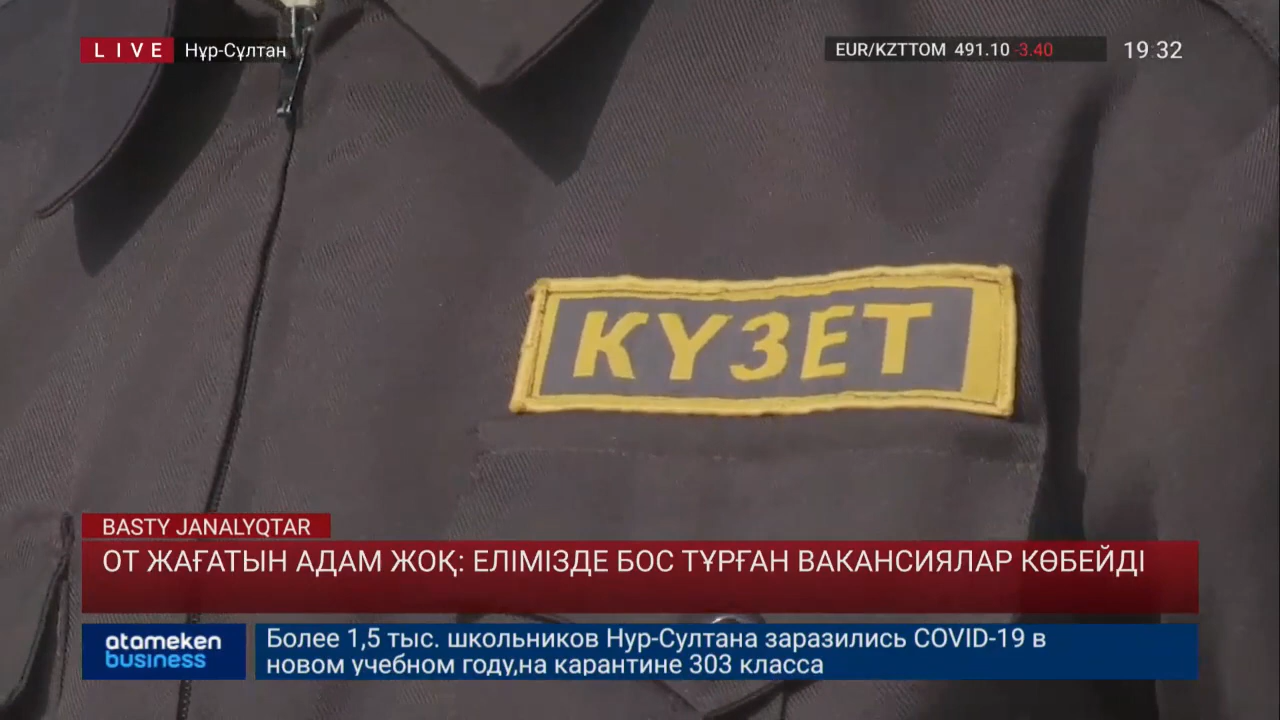 LIVE Нұр-Сұлтан
EUR/KZTTOM 491.10 -3.40
19:32
КҮЗЕТ
BASTY JANALYQTAR
ОТ ЖАҒАТЫН АДАМ ЖОҚ: ЕЛІМІЗДЕ БОС ТҰРҒАН ВАКАНСИЯЛАР КӨБЕЙДІ
atameken
business
Более 1,5 тыс. школьников Нур-Султана заразились COVID-19 в
новом учебном году,на карантине 303 класса